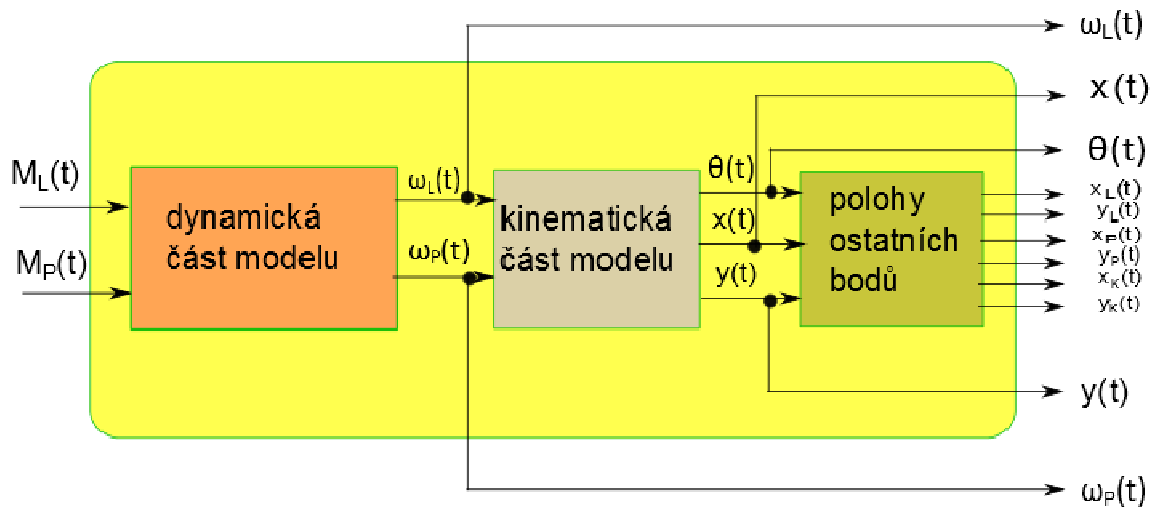 ωL(t)
x(t)
θ(t)
ML(t)
MP(t)
dynamická
část modelu
ωL(t)
ωP(t)
kinematická
část modelu
θ(t)
x(t)
y(t)
polohy
ostatních
bodů
xL(t)
yL(t)
xP(t)
yP(t)
xK(t)
yK(t)
y(t)
ωP(t)